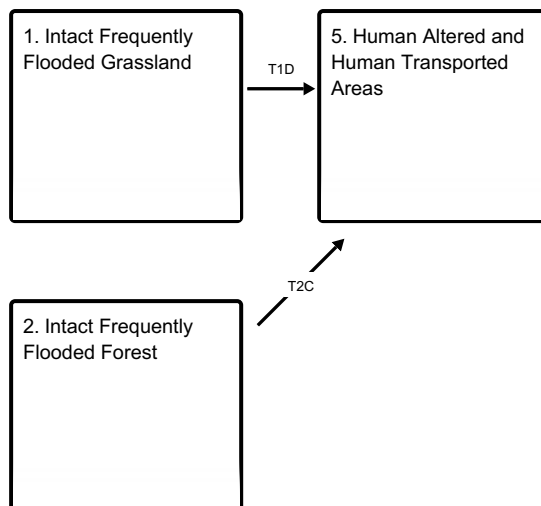 1. Intact Frequently
Flooded Grassland
T1D
5. Human Altered and
Human Transported
Areas
T2C
2. Intact Frequently
Flooded Forest